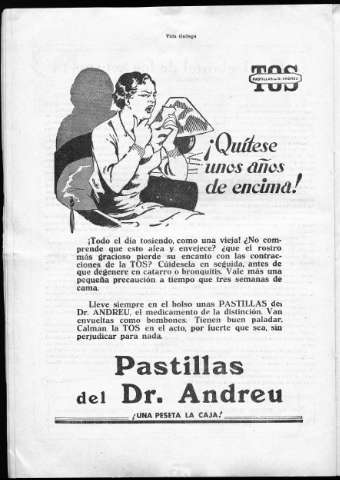 Vida Gallega
TOS
PASTILLAS del DR. ANDREU
¡Quítese
unos años
de encima!
¡Todo el día tosiendo, como una vieja! ¿No com-
prende que esto afea y envejece? ¿que el rostro
más gracioso pierde su encanto con las contrac-
ciones de la TOS? Cúidesela en seguida, antes de
que degenere en catarro o bronquitis. Vale más una
pequeña precaución a tiempo que tres semanas de
cama.
Lleve siempre en el bolso unas PASTILLAS del
Dr. ANDREU, el medicamento de la distinción. Van
envueltas como bombones. Tienen buen paladar.
Calman la TOS en el acto, por fuerte que sea, sin
perjudicar para nada.
Pastillas
del Dr. Andreu
¡UNA PESETA LA CAJA!